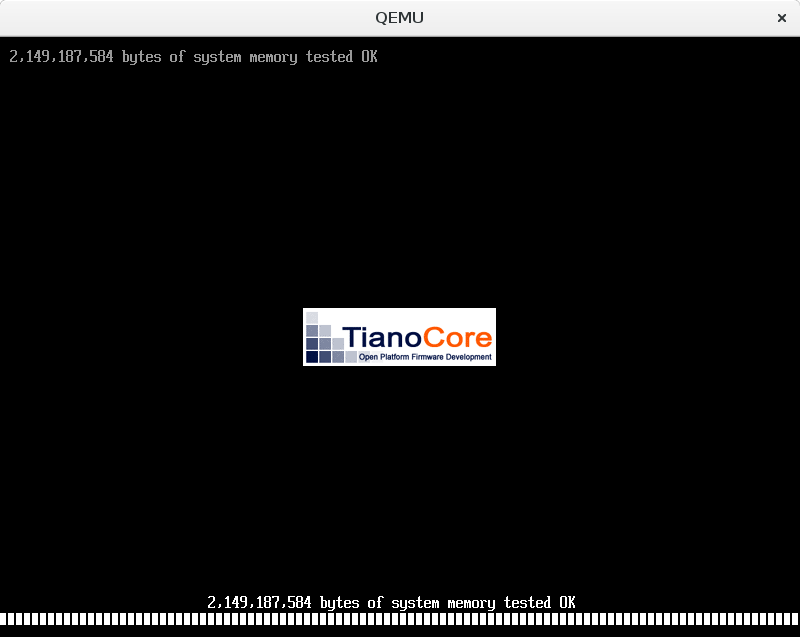 QEMU
2,149,187,584 bytes of system memory tested OK
TianoCore
Open Platform Firmware Development
2,149,187,584 bytes of system memory tested OK